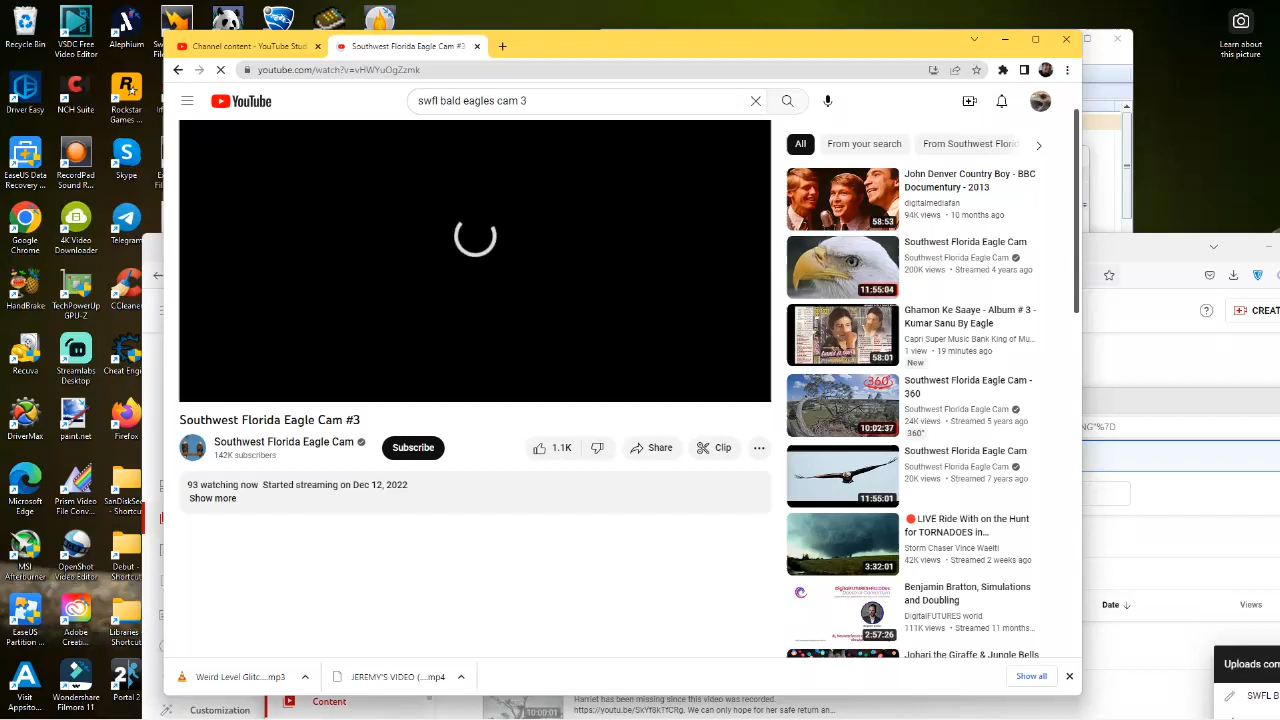 Recycle Bin
VSDC Free Video Editor
Alephium
Learn about this picture
Driver Easy
NCH Suite
Rockstar Games ...
EaseUS Data Recovery ...
RecordPad Sound R...
Skype
Google Chrome
4K Video Downloader
Telegram
HandBrake
TechPowerUp GPU-Z
CCleaner
Recuva
Streamlabs Desktop
Cheat Engi...
DriverMax
paint.net
Firefox
Microsoft Edge
Prism Video File Conv...
SanDiskSe... - Shortcut
MSI Afterburner
OpenShot Video Editor
Debut - Shortcut
EaseUS Partition ...
Adobe Creati...
Libraries - Shortcut
Avast Appsto...
Wondershare Filmora 11
Portal 2
Channel content - YouTube Stud
Southwest Florida Eagle Cam #3
youtube.com/watch?v=vHWYuOgZzmk
YouTube
swfl bald eagles cam 3
All
From your search
From Southwest Floric
John Denver Country Boy - BBC
Documentury - 2013
digitalmediafan
94K views • 10 months ago
58:53
Southwest Florida Eagle Cam
Southwest Florida Eagle Cam
200K views • Streamed 4 years ago
11:55:04
Ghamon Ke Saaye - Album # 3 -
Kumar Sanu By Eagle
Capri Super Music Bank King of Mu...
1 view • 19 minutes ago
58:01
New
Southwest Florida Eagle Cam -
360
Southwest Florida Eagle Cam
24K views • Streamed 5 years ago
10:02:37
360°
Southwest Florida Eagle Cam
Southwest Florida Eagle Cam
20K views • Streamed 7 years ago
11:55:01
LIVE Ride With on the Hunt
for TORNADOES in...
Storm Chaser Vince Waelti
42K views • Streamed 2 weeks ago
3:32:01
Benjamin Bratton, Simulations
and Doubling
DigitalFUTURES world
111K views • Streamed 11 months...
2:57:26
Johari the Giraffe & Jungle Bells
Southwest Florida Eagle Cam #3
Southwest Florida Eagle Cam
142K subscribers
Subscribe
1.1K
Share
Clip
93 watching now Started streaming on Dec 12, 2022
Show more
Weird Level Glitc....mp3
JEREMY'S VIDEO (....mp4
Show all
CREAT
NG"%7D
Date
Views
Uploads com
SWFL B
Customization
Content
Harriet has been missing since this video was recorded.
https://youtu.be/SkYf8kTfCRg. We can only hope for her safe return an...
10:00:01